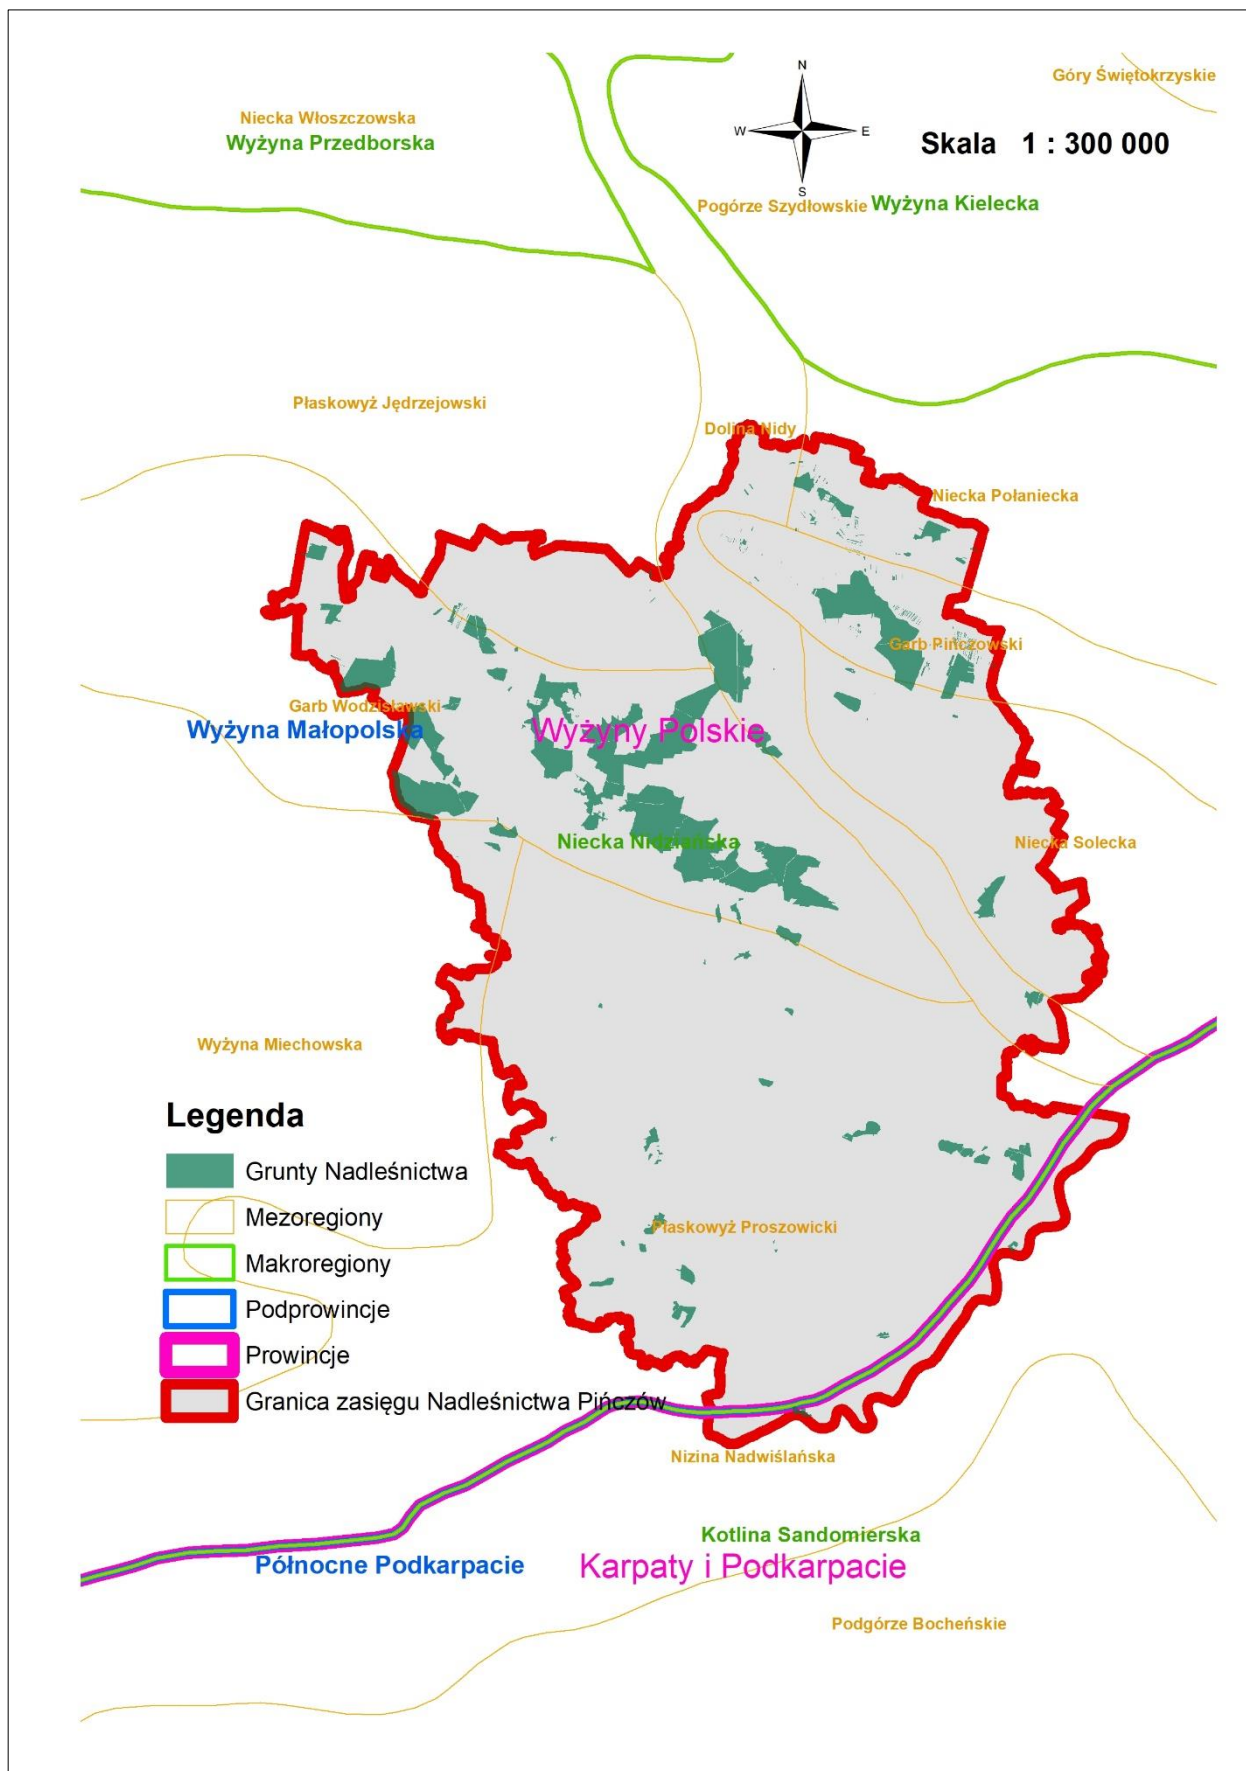 Góry Świętokrzyskie
N
Niecka Włoszczowska
W
E
Wyżyna Przedborska
Skala 1 : 300 000
S
Pogórze Szydłowskie
Wyżyna Kielecka
Płaskowyż Jędrzejowski
Dolina Nidy
Niecka Połaniecka
Garb Pińczowski
Garb Wodzisławski
Wyżyna Małopolska
Wyżyny Polskie
Niecka Nidziańska
Niecka Solecka
Wyżyna Miechowska
Legenda
Grunty Nadleśnictwa
Mezoregiony
Płaskowyż Proszowicki
Makroregiony
Podprowincje
Prowincje
Granica zasięgu Nadleśnictwa Pińczów
Nizina Nadwiślańska
Kotlina Sandomierska
Północne Podkarpacie
Karpaty i Podkarpacie
Podgórze Bocheńskie